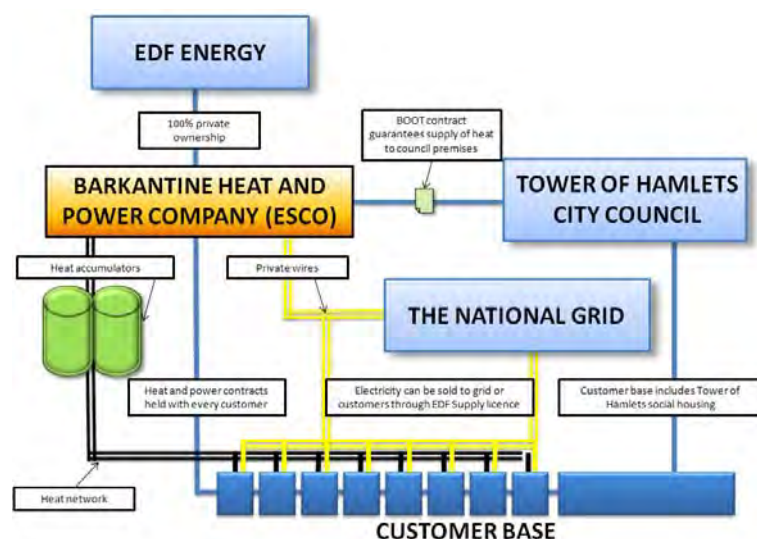 EDF ENERGY
100% private
ownership
BOOT contract
guarantees supply of heat
to council premises
BARKANTINE HEAT AND
POWER COMPANY (ESCO)
TOWER OF HAMLETS
CITY COUNCIL
Heat accumulators
Private wires
THE NATIONAL GRID
Heat and power contracts
held with every customer
Electricity can be sold to grid or
customers through EDF Supply licence
Customer base includes Tower of
Hamlets social housing
Heat network
CUSTOMER BASE